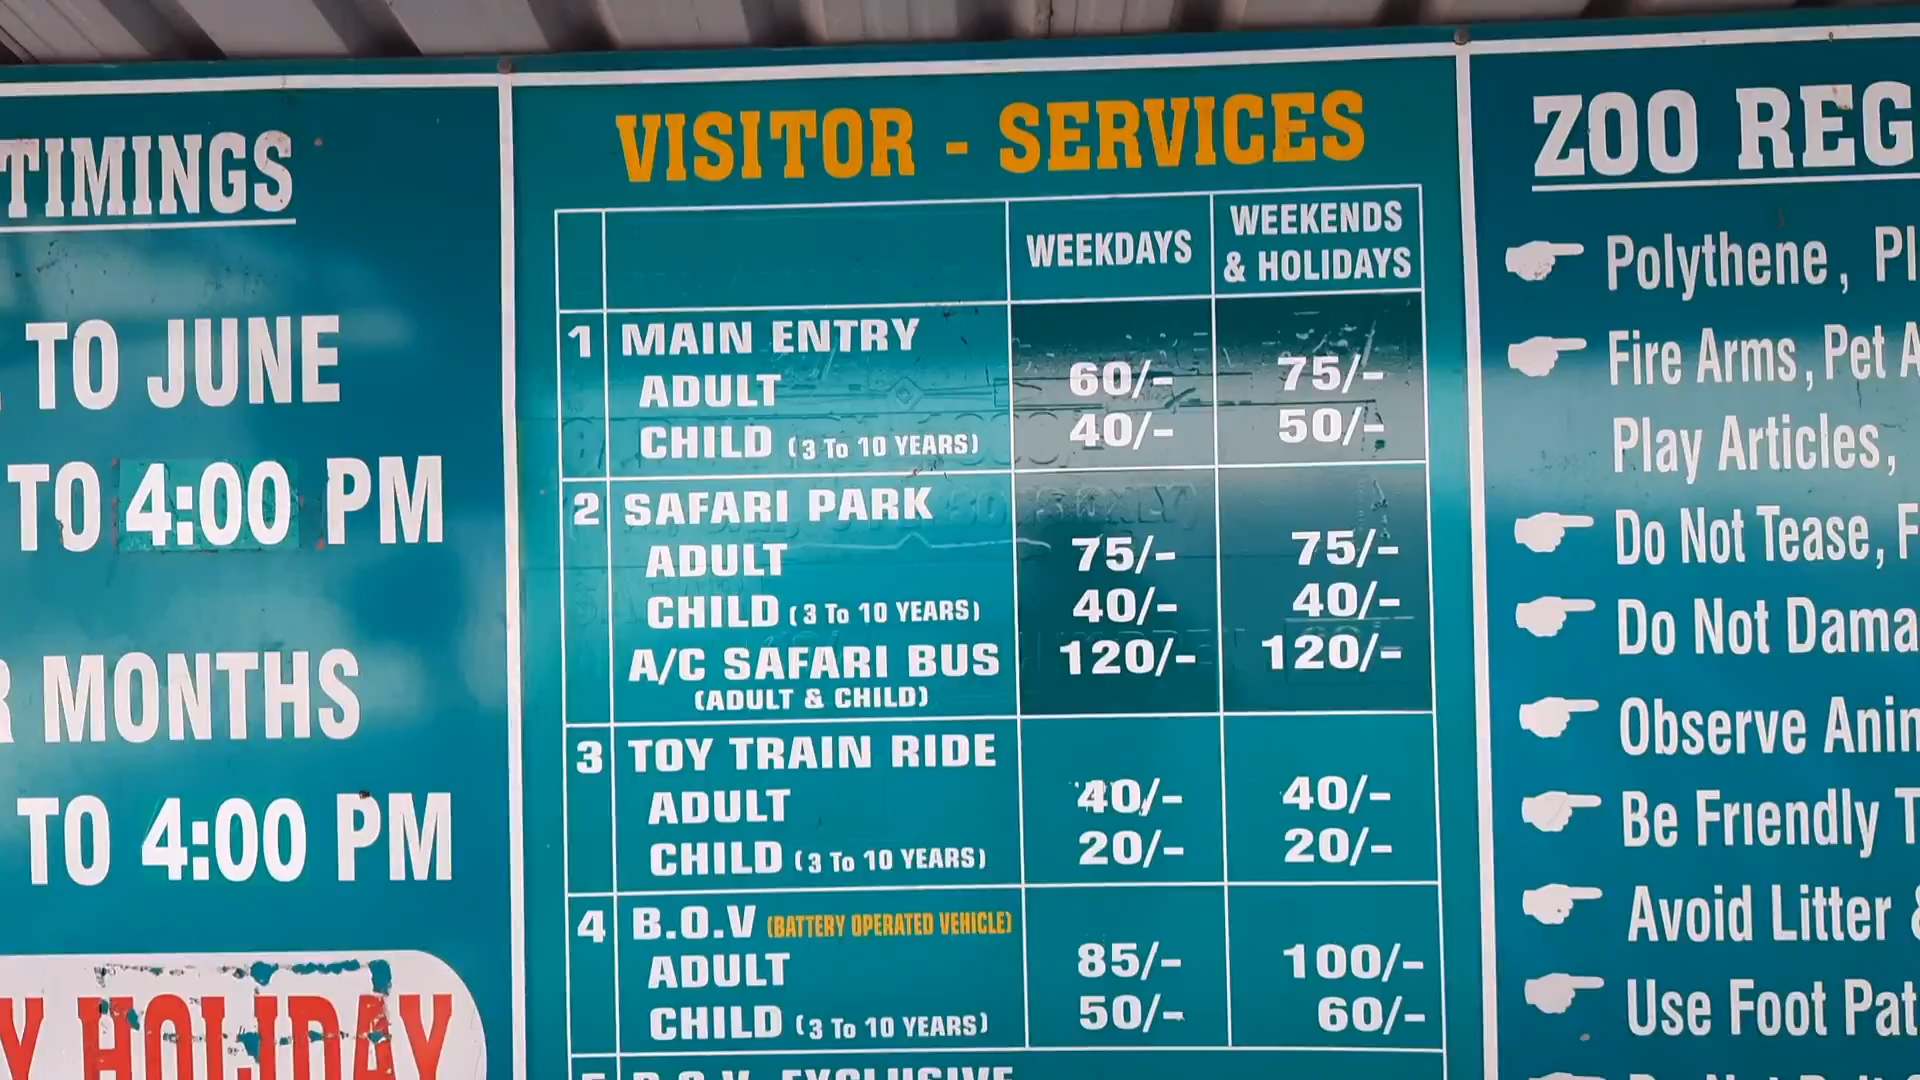 TIMINGS
TO JUNE
TO 4:00 PM
MONTHS
TO 4:00 PM
HOLIDAY
VISITOR - SERVICES
WEEKDAYS
WEEKENDS
& HOLIDAYS
1 MAIN ENTRY
ADULT 60/- 75/-
CHILD (3 To 10 YEARS) 40/- 50/-
2 SAFARI PARK
ADULT 75/- 75/-
CHILD (3 To 10 YEARS) 40/- 40/-
A/C SAFARI BUS 120/- 120/-
(ADULT & CHILD)
3 TOY TRAIN RIDE
ADULT 40/- 40/-
CHILD (3 To 10 YEARS) 20/- 20/-
4 B.O.V (BATTERY OPERATED VEHICLE)
ADULT 85/- 100/-
CHILD (3 To 10 YEARS) 50/- 60/-
B.O.V EXCLUSIVE
ZOO REG
Polythene, Pl
Fire Arms, Pet A
Play Articles,
Do Not Tease, F
Do Not Dama
Observe Anim
Be Friendly T
Avoid Litter &
Use Foot Pat